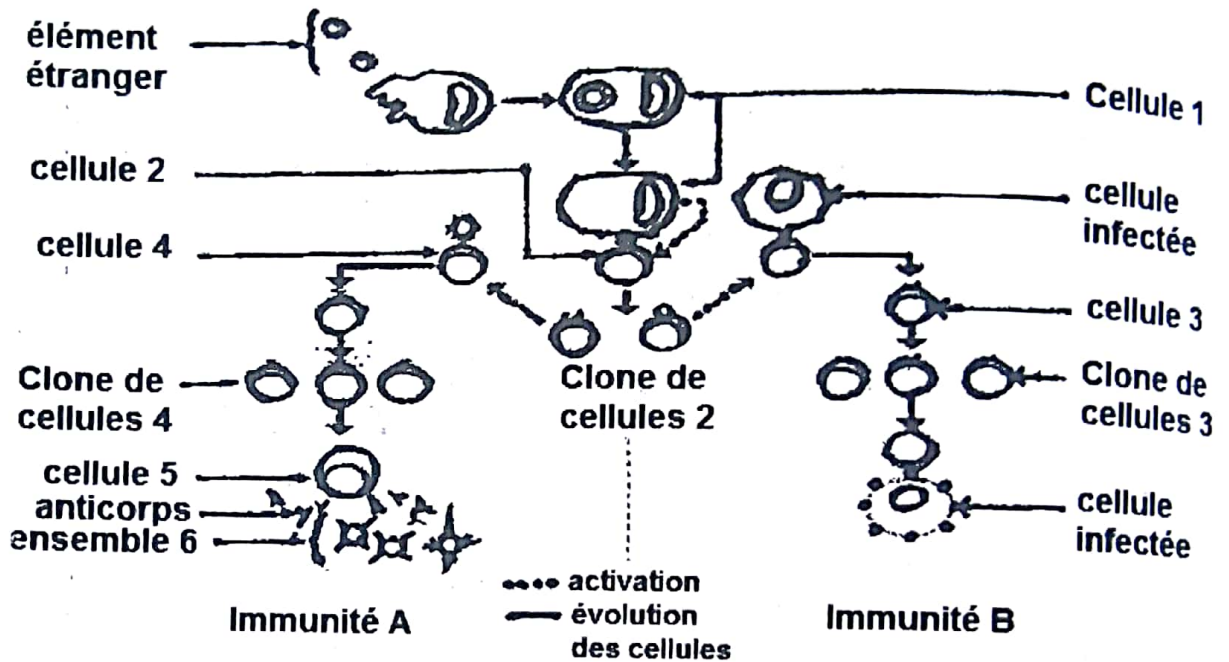 élément
étranger
Cellule 1
cellule 2
cellule
infectée
cellule 4
cellule 3
Clone de
cellules 4
Clone de
cellules 2
Clone de
cellules 3
cellule 5
anticorps
ensemble 6
cellule
infectée
activation
évolution
des cellules
Immunité A
Immunité B